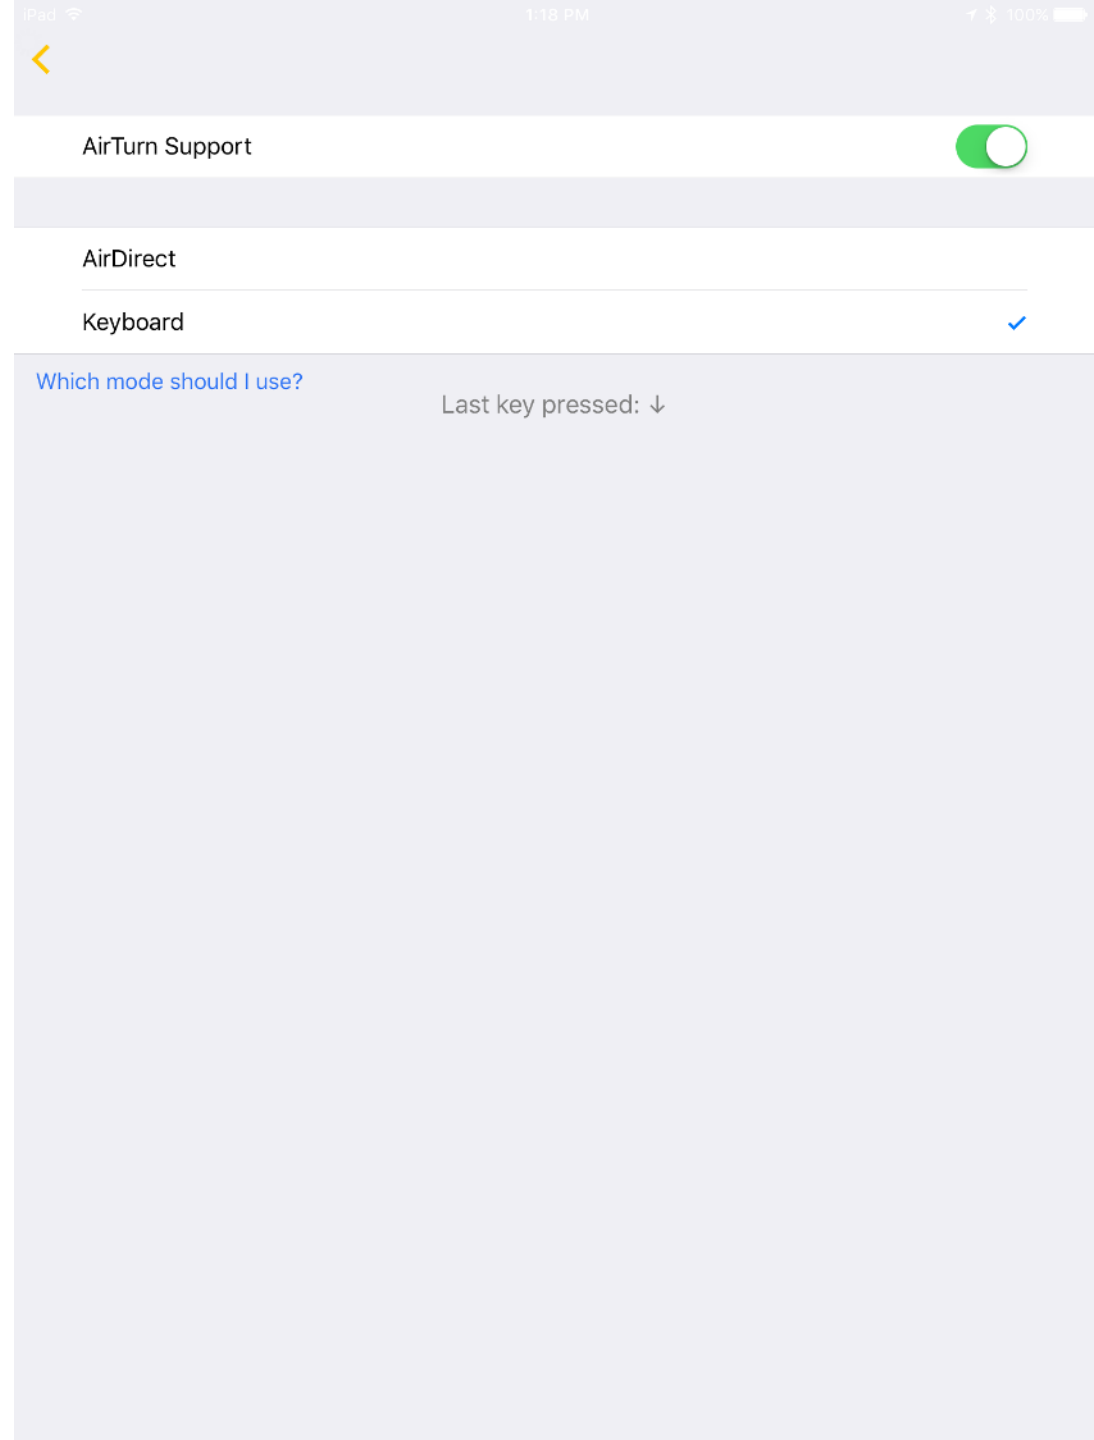 iPad 1:18 PM 100%
AirTurn Support
AirDirect
Keyboard
Which mode should I use?
Last key pressed: ↓